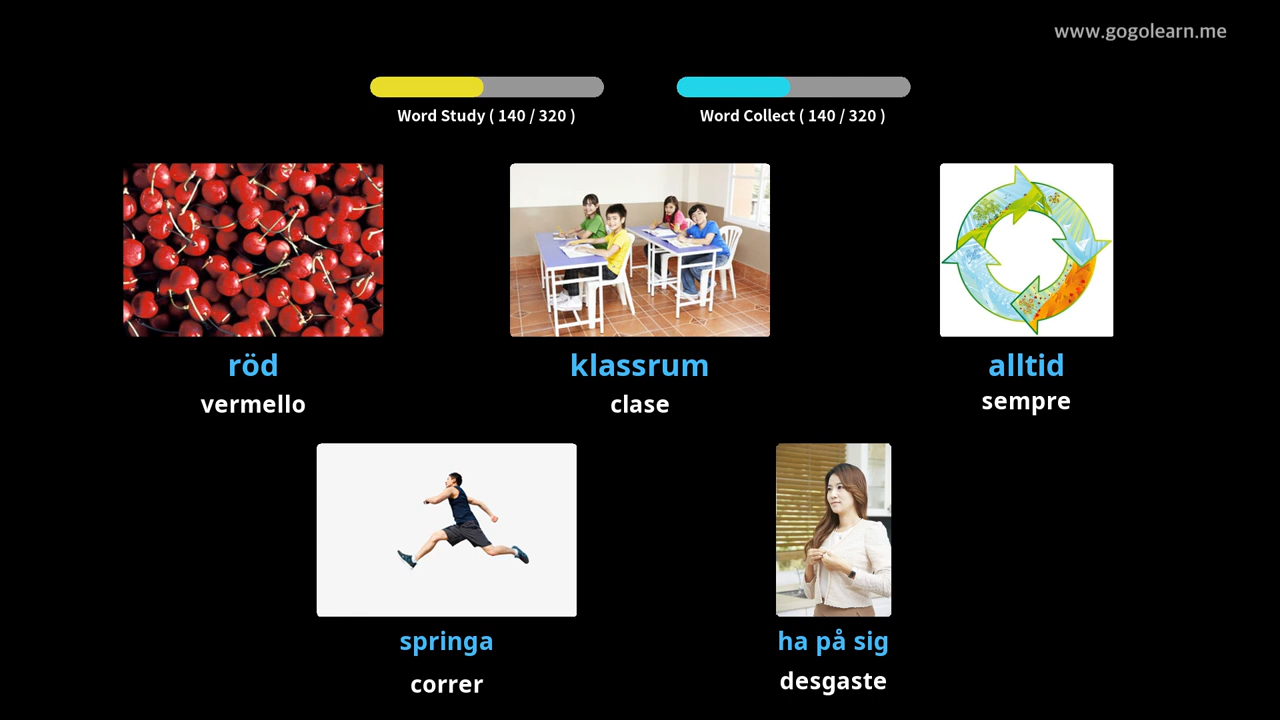 www.gogolearn.me
Word Study ( 140 / 320 )
Word Collect ( 140 / 320 )
röd
klassrum
alltid
vermello
clase
sempre
springa
ha på sig
correr
desgaste